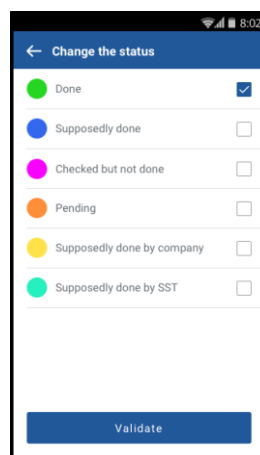 8:02
Change the status
Done
Supposedly done
Checked but not done
Pending
Supposedly done by company
Supposedly done by SST
Validate